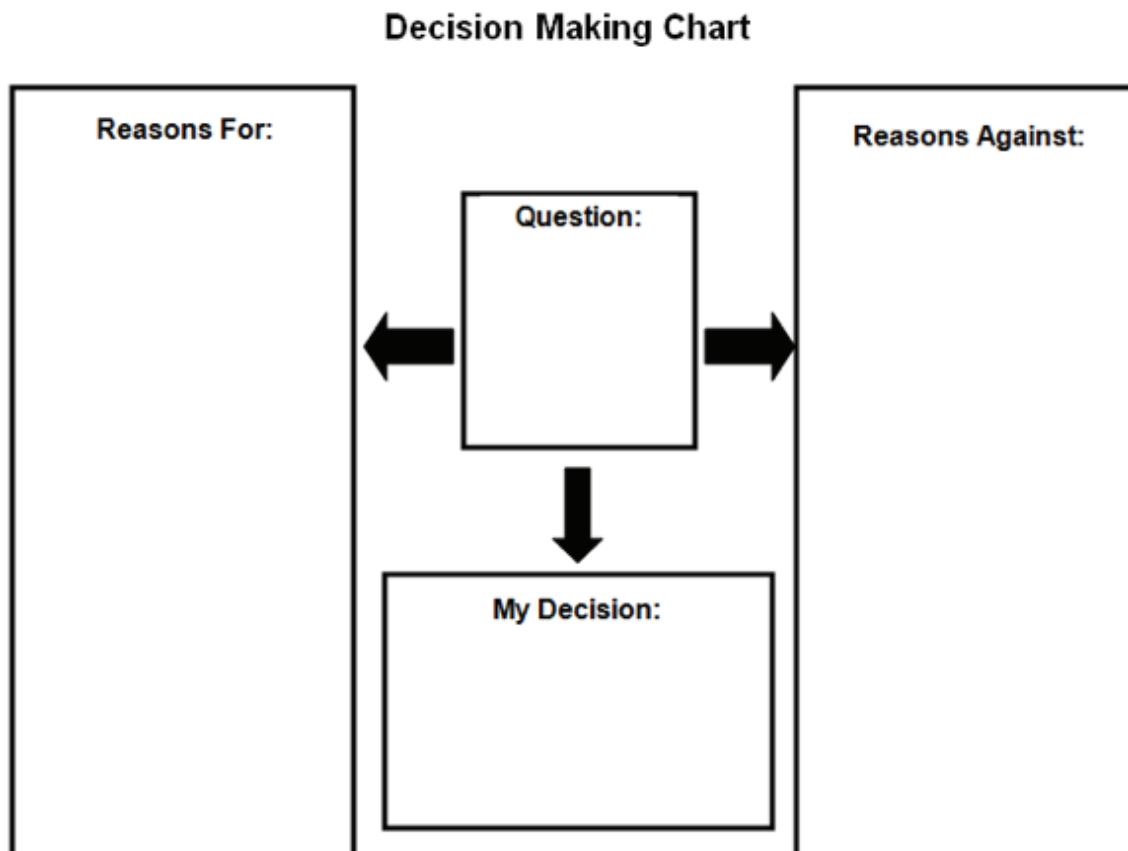 Decision Making Chart
Reasons For:
Reasons Against:
Question:
My Decision: